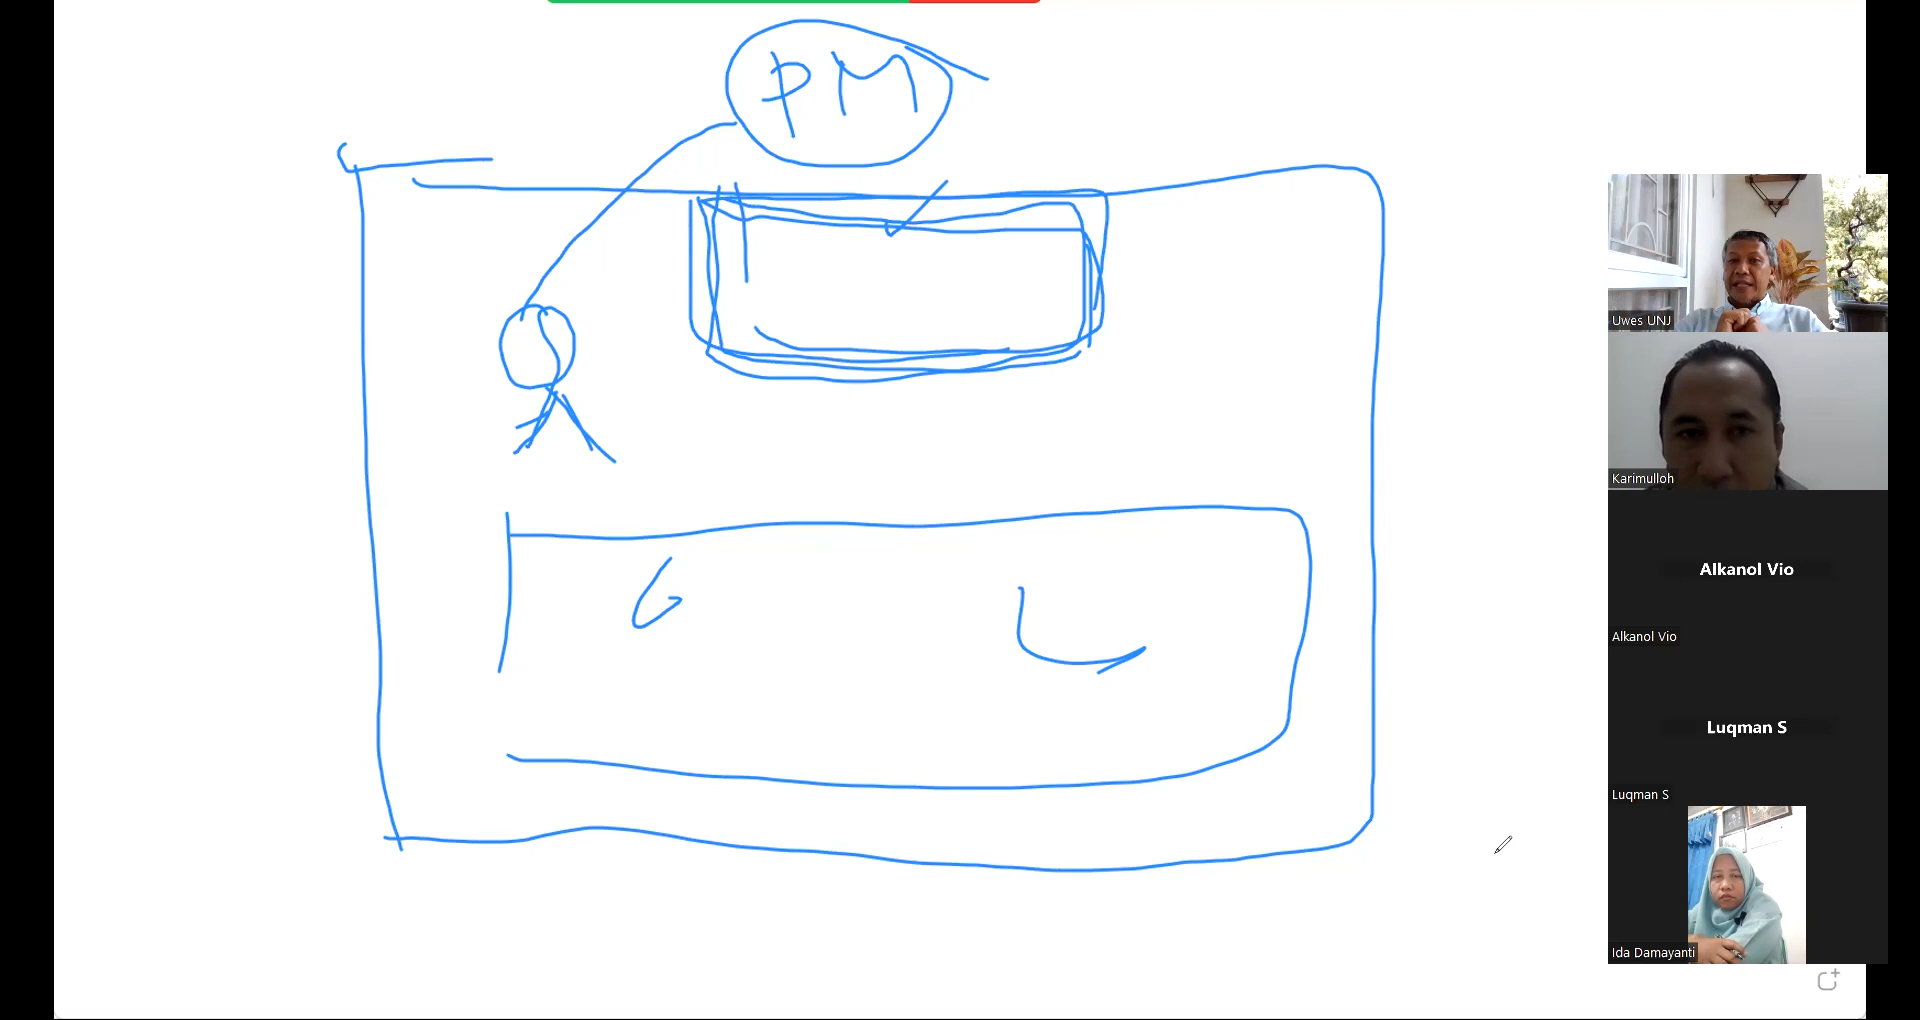 PM
Uwes UNJ
Karimulloh
Alkanol Vio
Alkanol Vio
Luqman S
Luqman S
Ida Damayanti